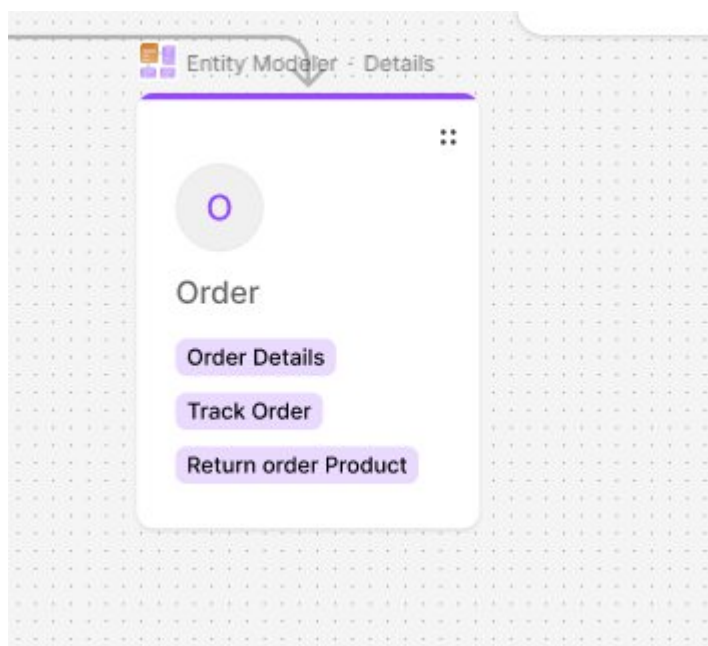 Entity Modeler - Details
O
Order
Order Details
Track Order
Return order Product